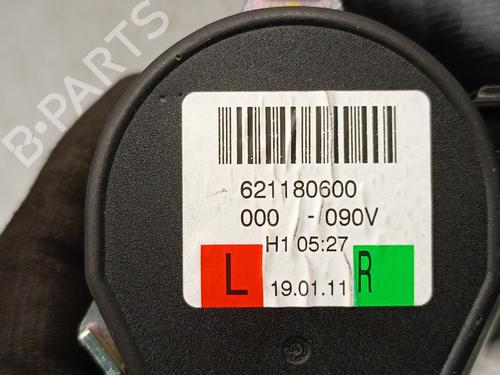 B-PARTS
621180600
000 - 090V
H1 05:27
L 19.01.11 R